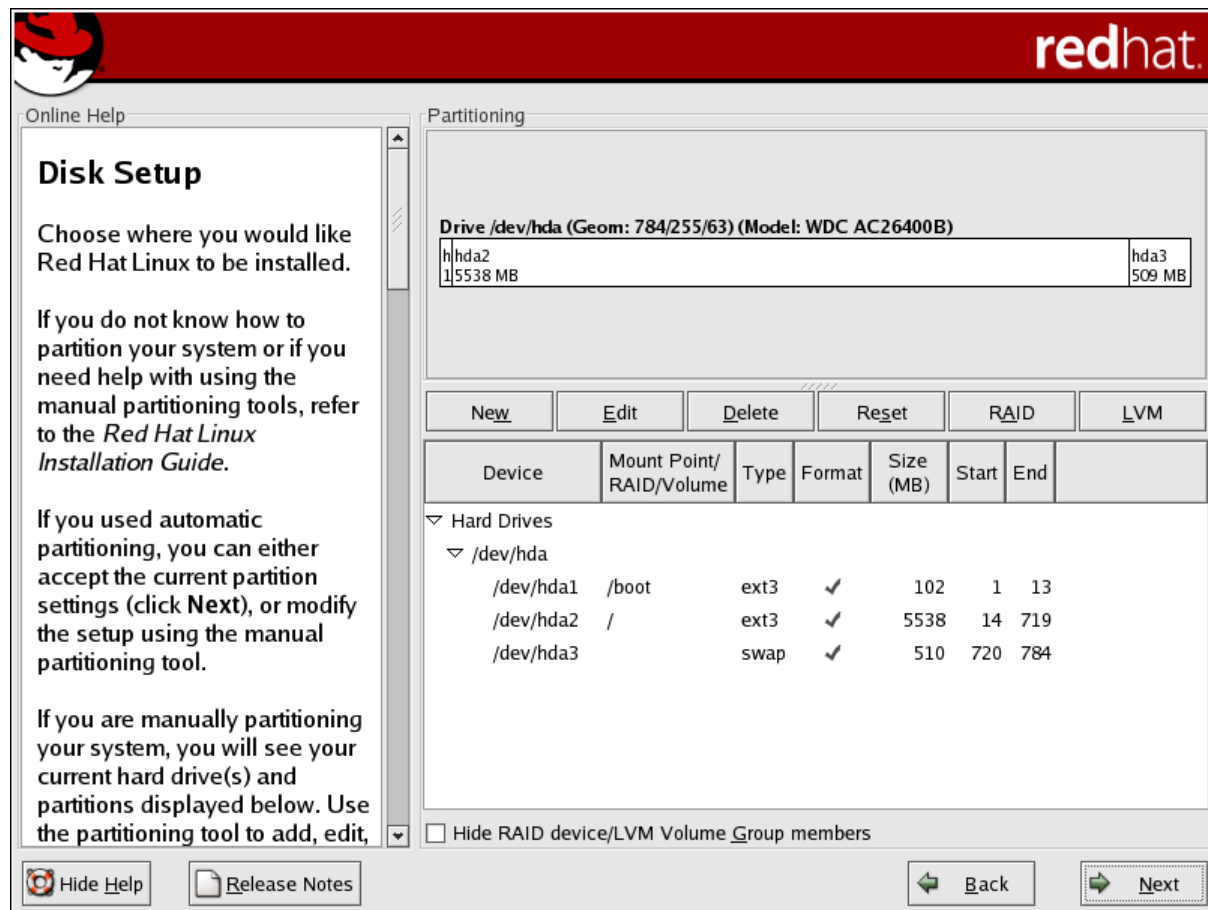 redhat.
Online Help
Disk Setup
Choose where you would like
Red Hat Linux to be installed.
If you do not know how to
partition your system or if you
need help with using the
manual partitioning tools, refer
to the Red Hat Linux
Installation Guide.
If you used automatic
partitioning, you can either
accept the current partition
settings (click Next), or modify
the setup using the manual
partitioning tool.
If you are manually partitioning
your system, you will see your
current hard drive(s) and
partitions displayed below. Use
the partitioning tool to add, edit,
Partitioning
Drive /dev/hda (Geom: 784/255/63) (Model: WDC AC26400B)
h hda2 hda3
1 5538 MB 509 MB
New Edit Delete Reset RAID LVM
Device Mount Point/ RAID/Volume Type Format Size (MB) Start End
Hard Drives
/dev/hda
/dev/hda1 /boot ext3 ✓ 102 1 13
/dev/hda2 / ext3 ✓ 5538 14 719
/dev/hda3 swap ✓ 510 720 784
Hide RAID device/LVM Volume Group members
Hide Help Release Notes Back Next